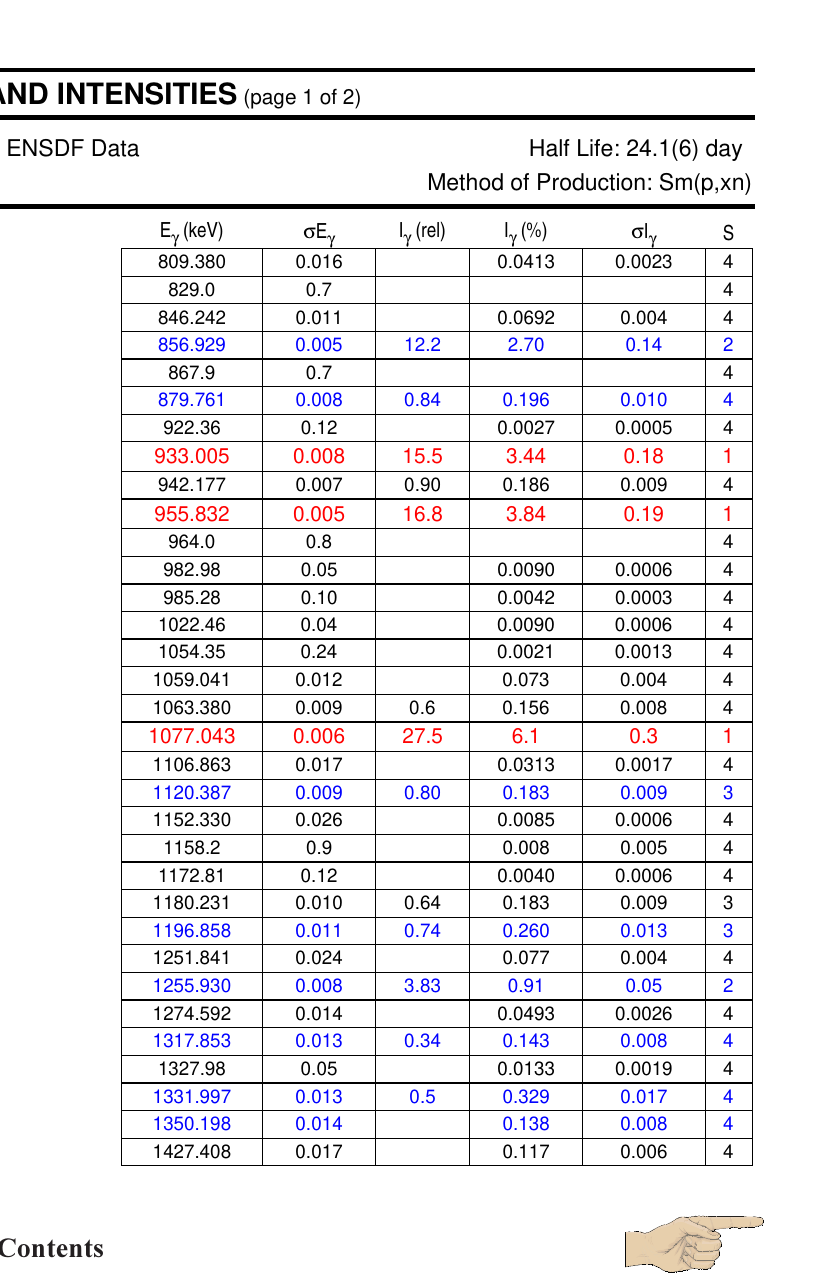 AND INTENSITIES (page 1 of 2)
ENSDF Data Half Life: 24.1(6) day
Method of Production: Sm(p,xn)
Eγ (keV) σEγ Iγ (rel) Iγ (%) σIγ S
809.380 0.016 0.0413 0.0023 4
829.0 0.7 4
846.242 0.011 0.0692 0.004 4
856.929 0.005 12.2 2.70 0.14 2
867.9 0.7 4
879.761 0.008 0.84 0.196 0.010 4
922.36 0.12 0.0027 0.0005 4
933.005 0.008 15.5 3.44 0.18 1
942.177 0.007 0.90 0.186 0.009 4
955.832 0.005 16.8 3.84 0.19 1
964.0 0.8 4
982.98 0.05 0.0090 0.0006 4
985.28 0.10 0.0042 0.0003 4
1022.46 0.04 0.0090 0.0006 4
1054.35 0.24 0.0021 0.0013 4
1059.041 0.012 0.073 0.004 4
1063.380 0.009 0.6 0.156 0.008 4
1077.043 0.006 27.5 6.1 0.3 1
1106.863 0.017 0.0313 0.0017 4
1120.387 0.009 0.80 0.183 0.009 3
1152.330 0.026 0.0085 0.0006 4
1158.2 0.9 0.008 0.005 4
1172.81 0.12 0.0040 0.0006 4
1180.231 0.010 0.64 0.183 0.009 3
1196.858 0.011 0.74 0.260 0.013 3
1251.841 0.024 0.077 0.004 4
1255.930 0.008 3.83 0.91 0.05 2
1274.592 0.014 0.0493 0.0026 4
1317.853 0.013 0.34 0.143 0.008 4
1327.98 0.05 0.0133 0.0019 4
1331.997 0.013 0.5 0.329 0.017 4
1350.198 0.014 0.138 0.008 4
1427.408 0.017 0.117 0.006 4
Contents